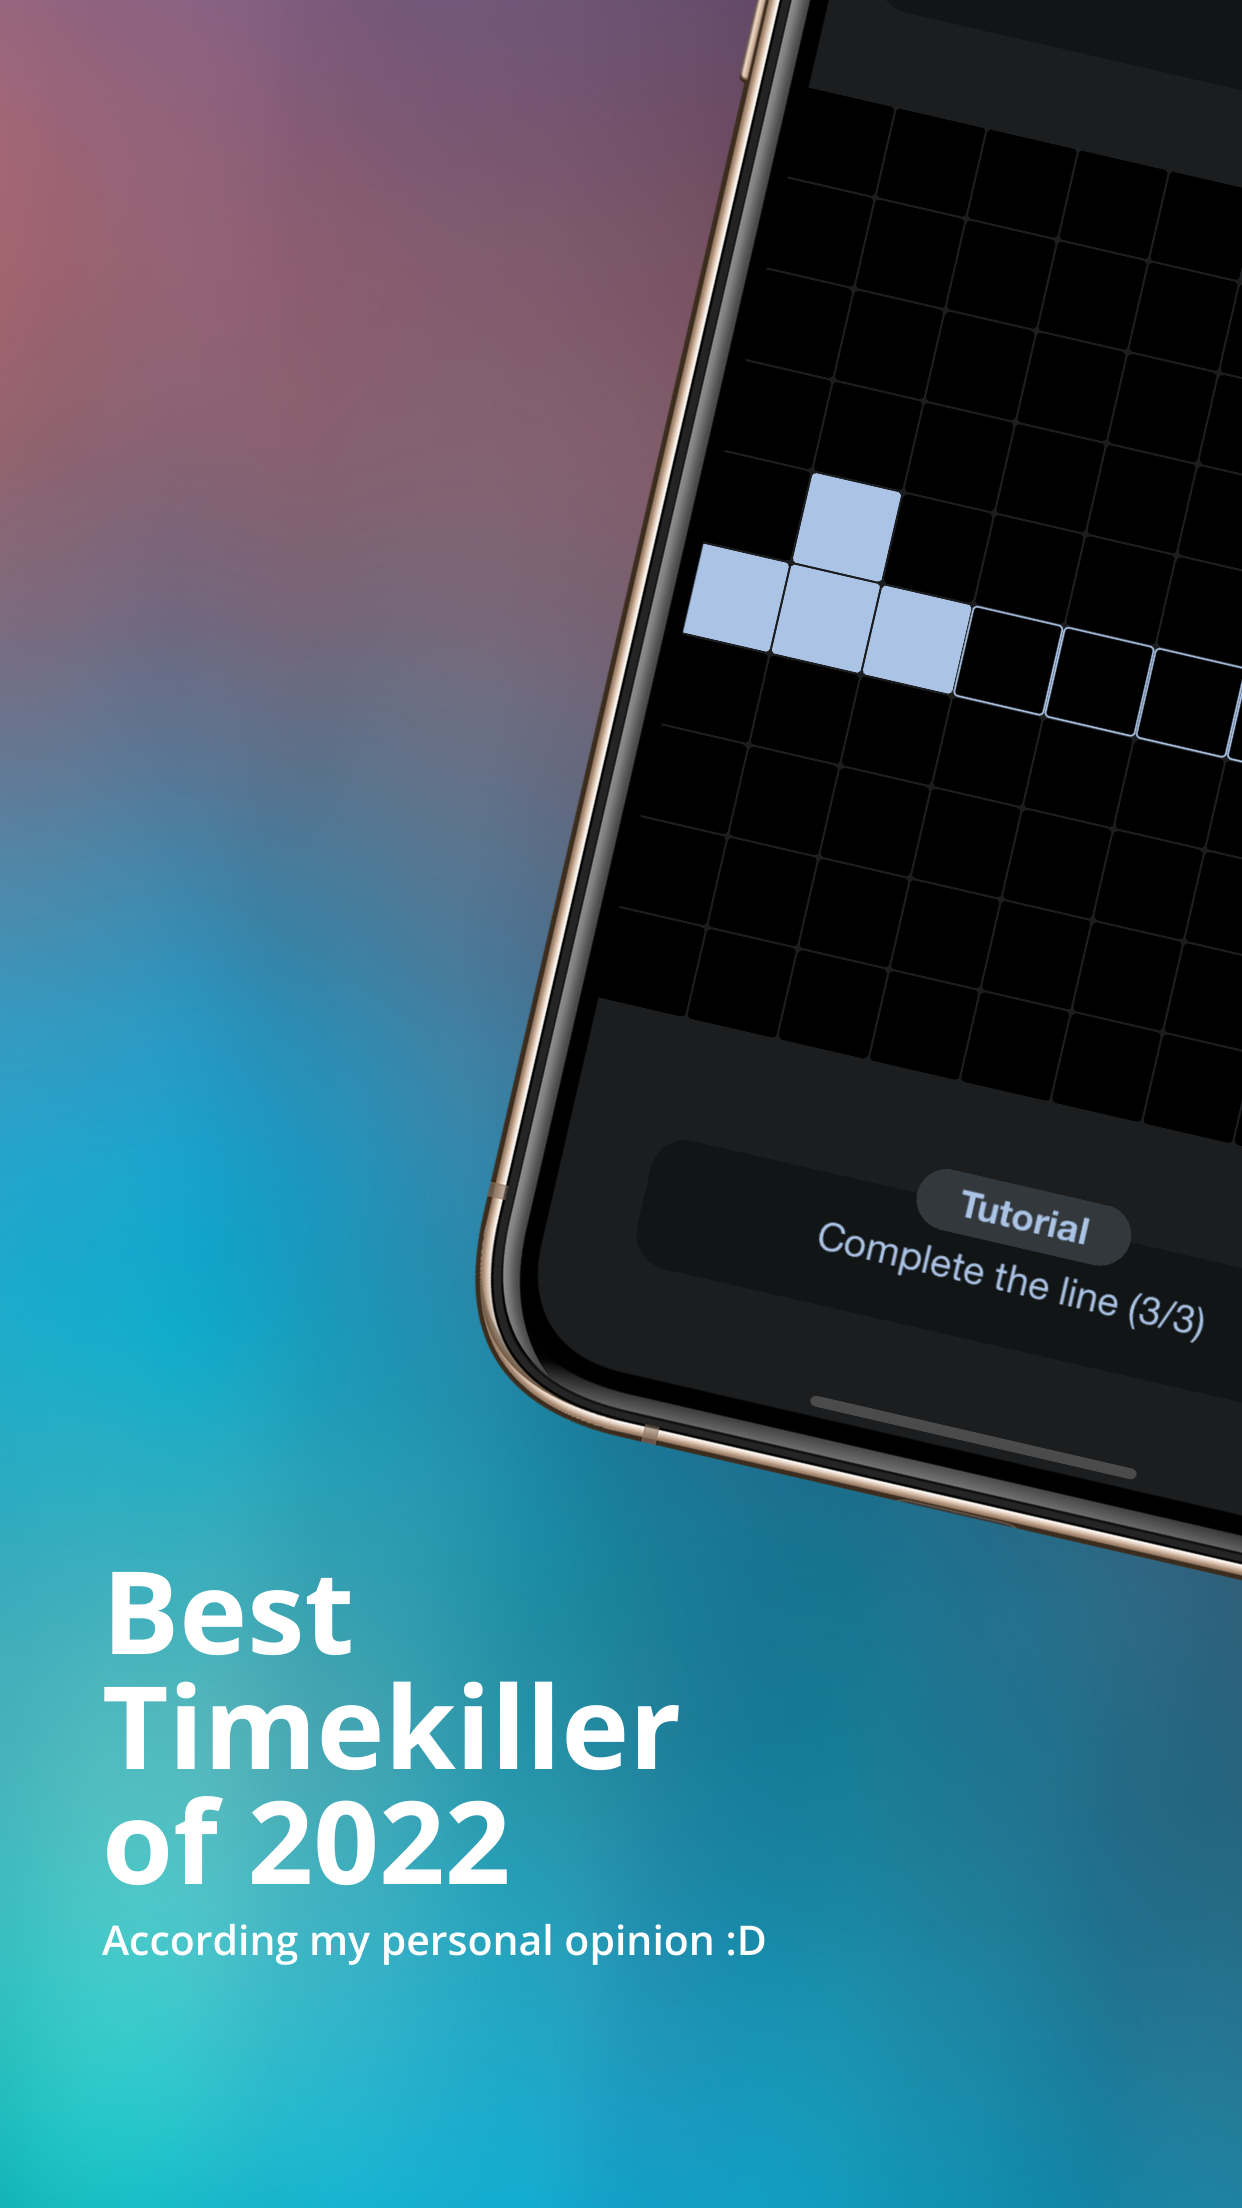 Tutorial
Complete the line (3/3)
Best
Timekiller
of 2022
According my personal opinion :D